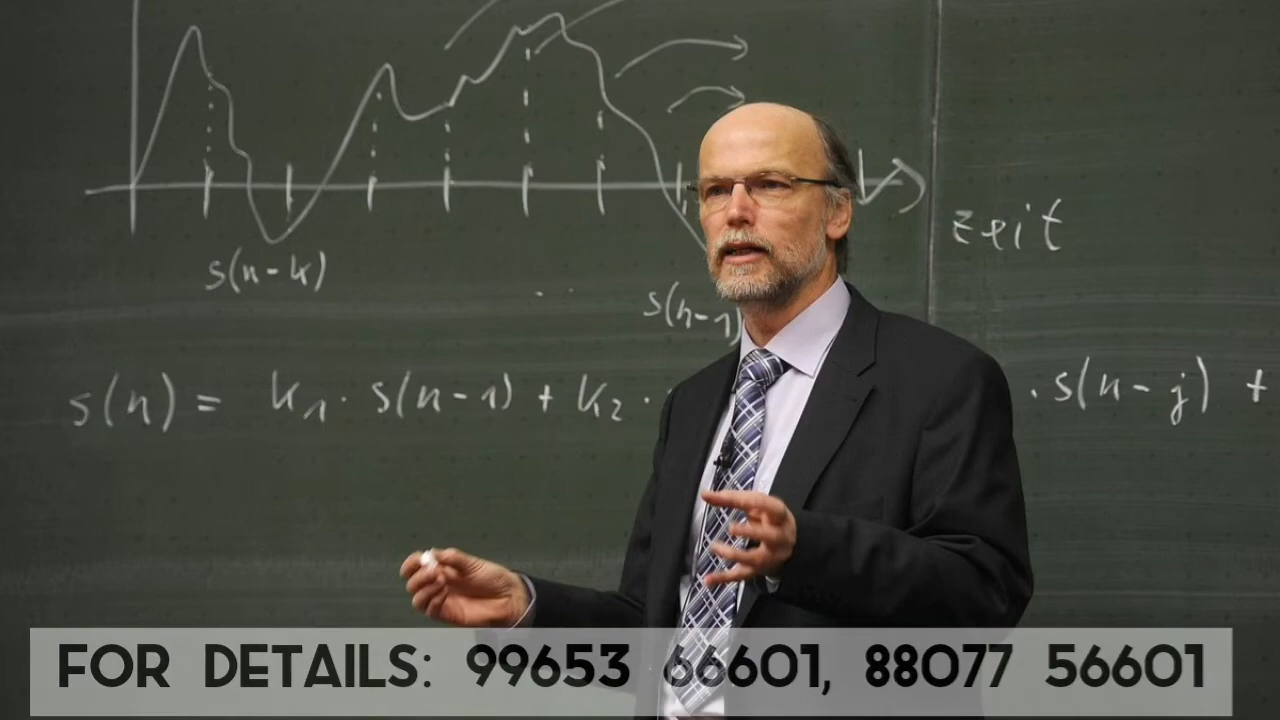 Zeit
s(n-k)
s(n-1)
s(n) = k₁· s(n-1) + k₂· ·s(n-j) +
FOR DETAILS: 99653 66601, 88077 56601